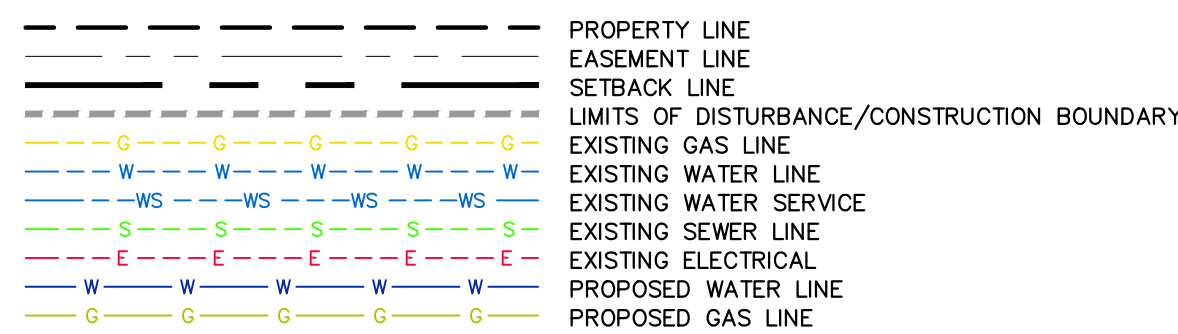 PROPERTY LINE
EASEMENT LINE
SETBACK LINE
LIMITS OF DISTURBANCE/CONSTRUCTION BOUNDARY
G G G G G EXISTING GAS LINE
W W W W W EXISTING WATER LINE
WS WS WS WS EXISTING WATER SERVICE
S S S S S EXISTING SEWER LINE
E E E E E EXISTING ELECTRICAL
W W W W W PROPOSED WATER LINE
G G G G G PROPOSED GAS LINE